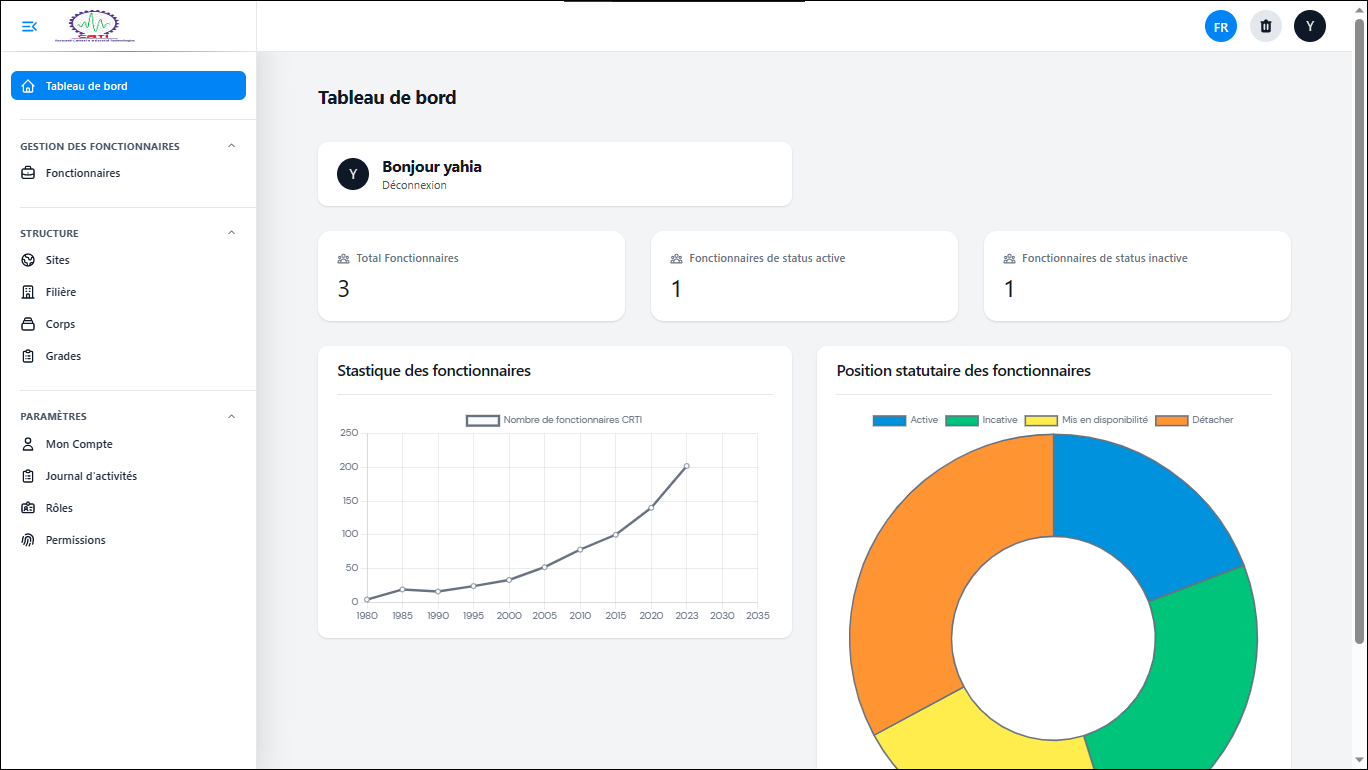 CRTI
FR
Y
Tableau de bord
GESTION DES FONCTIONNAIRES
Fonctionnaires
STRUCTURE
Sites
Filière
Corps
Grades
PARAMÈTRES
Mon Compte
Journal d'activités
Rôles
Permissions
Tableau de bord
Y
Bonjour yahia
Déconnexion
Total Fonctionnaires
3
Fonctionnaires de status active
1
Fonctionnaires de status inactive
1
Stastique des fonctionnaires
Nombre de fonctionnaires CRTI
250
200
150
100
50
0
1980 1985 1990 1995 2000 2005 2010 2015 2020 2023 2030 2035
Position statutaire des fonctionnaires
Active Incative Mis en disponibilité Détacher